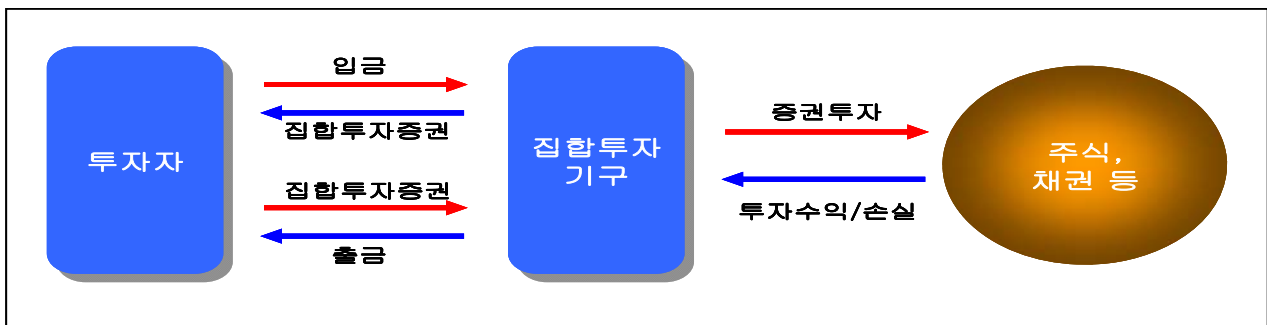 투자자
입금
집합투자증권
집합투자증권
출금
집합투자
기구
증권투자
투자수익/손실
주식,
채권 등